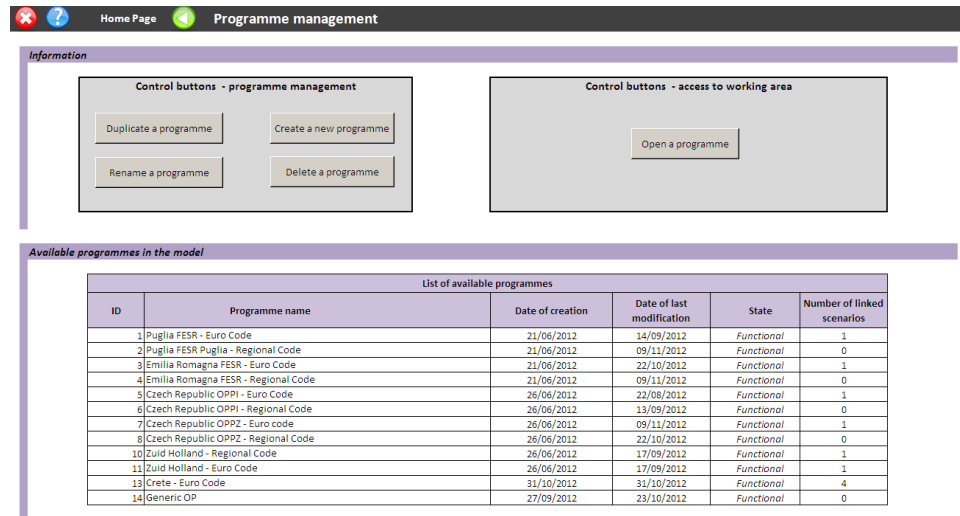 Home Page Programme management
Information
Control buttons - programme management
Control buttons - access to working area
Duplicate a programme Create a new programme
Open a programme
Rename a programme Delete a programme
Available programmes in the model
List of available programmes
ID Programme name Date of creation Date of last modification State Number of linked scenarios
1 Puglia FESR - Euro Code 21/06/2012 14/09/2012 Functional 1
2 Puglia FESR Puglia - Regional Code 21/06/2012 09/11/2012 Functional 0
3 Emilia Romagna FESR - Euro Code 21/06/2012 22/10/2012 Functional 1
4 Emilia Romagna FESR - Regional Code 21/06/2012 09/11/2012 Functional 0
5 Czech Republic OPPI - Euro Code 26/06/2012 22/08/2012 Functional 1
6 Czech Republic OPPI - Regional Code 26/06/2012 13/09/2012 Functional 0
7 Czech Republic OPPZ - Euro code 26/06/2012 09/11/2012 Functional 1
8 Czech Republic OPPZ - Regional Code 26/06/2012 22/10/2012 Functional 0
10 Zuid Holland - Regional Code 26/06/2012 17/09/2012 Functional 1
11 Zuid Holland - Euro Code 26/06/2012 17/09/2012 Functional 1
13 Crete - Euro Code 31/10/2012 31/10/2012 Functional 4
14 Generic OP 27/09/2012 23/10/2012 Functional 0